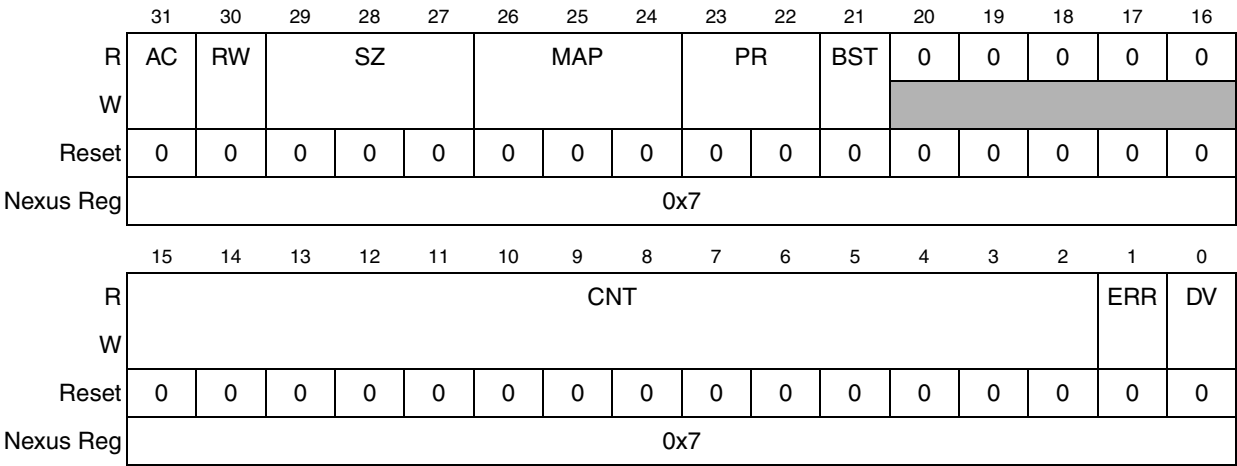 31 30 29 28 27 26 25 24 23 22 21 20 19 18 17 16
R AC RW SZ MAP PR BST 0 0 0 0 0
W
Reset 0 0 0 0 0 0 0 0 0 0 0 0 0 0 0 0
Nexus Reg 0x7
15 14 13 12 11 10 9 8 7 6 5 4 3 2 1 0
R CNT ERR DV
W
Reset 0 0 0 0 0 0 0 0 0 0 0 0 0 0 0 0
Nexus Reg 0x7